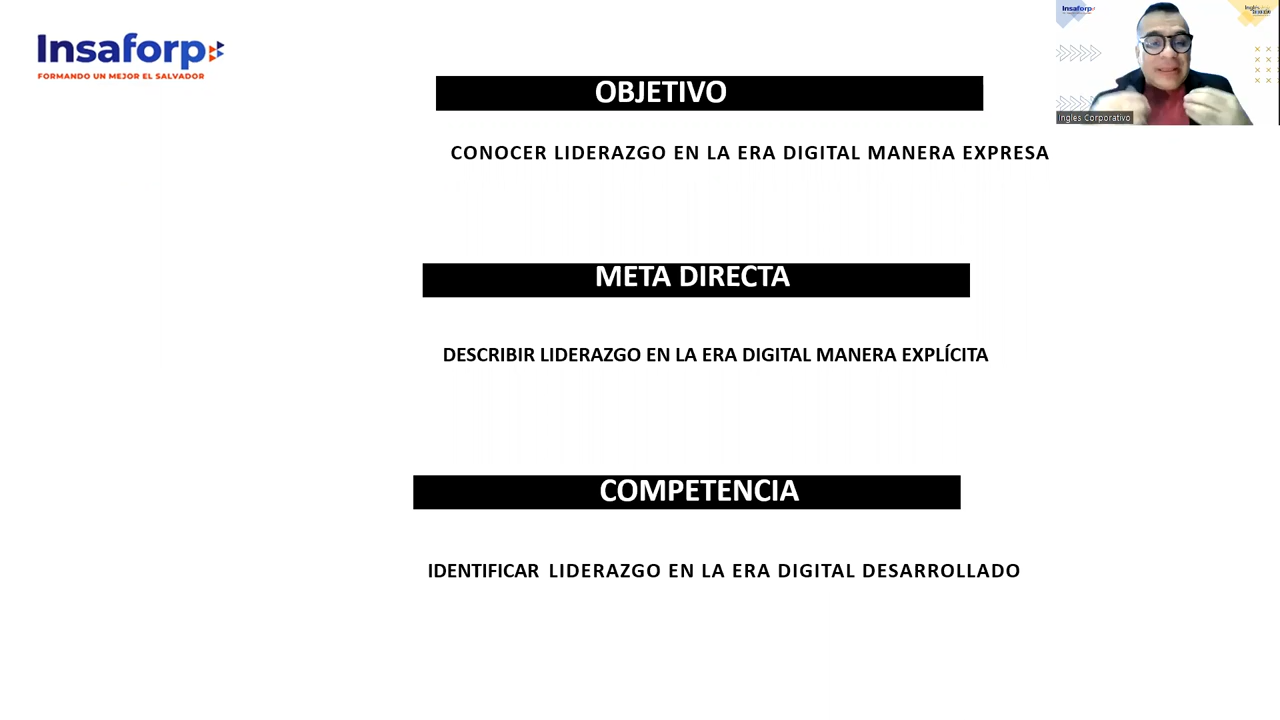 Insaforp
FORMANDO UN MEJOR EL SALVADOR
OBJETIVO
CONOCER LIDERAZGO EN LA ERA DIGITAL MANERA EXPRESA
META DIRECTA
DESCRIBIR LIDERAZGO EN LA ERA DIGITAL MANERA EXPLÍCITA
COMPETENCIA
IDENTIFICAR LIDERAZGO EN LA ERA DIGITAL DESARROLLADO
Insaforp
Ingles Corporativo